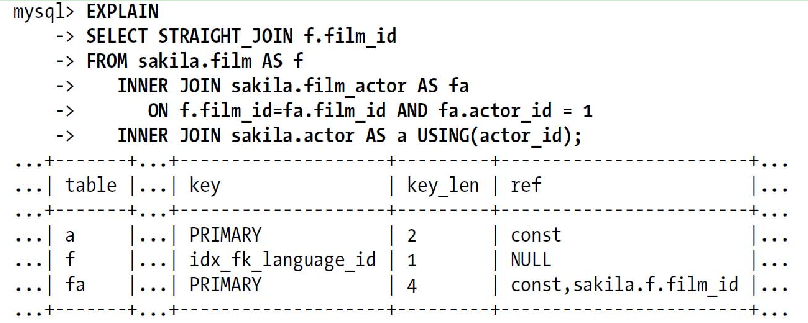 mysql> EXPLAIN
    -> SELECT STRAIGHT_JOIN f.film_id
    -> FROM sakila.film AS f
    ->    INNER JOIN sakila.film_actor AS fa
    ->       ON f.film_id=fa.film_id AND fa.actor_id = 1
    ->    INNER JOIN sakila.actor AS a USING(actor_id);
...+-------+...+--------------------+---------+------------------------+...
...| table |...| key                | key_len | ref                    |...
...+-------+...+--------------------+---------+------------------------+...
...| a     |...| PRIMARY            | 2       | const                  |...
...| f     |...| idx_fk_language_id | 1       | NULL                   |...
...| fa    |...| PRIMARY            | 4       | const,sakila.f.film_id |...
...+-------+...+--------------------+---------+------------------------+...